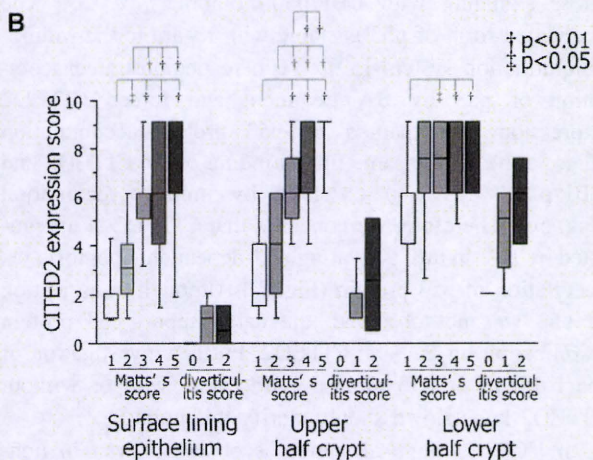 B
† p<0.01
‡ p<0.05
CITED2 expression score
10
8
6
4
2
0
1 2 3 4 5 1 2 1 2 3 4 5 1 2 1 2 3 4 5 1 2
Matts' s score
diverticul-itis score
Matts' s score
diverticul-itis score
Matts' s score
diverticul-itis score
Surface lining epithelium
Upper half crypt
Lower half crypt